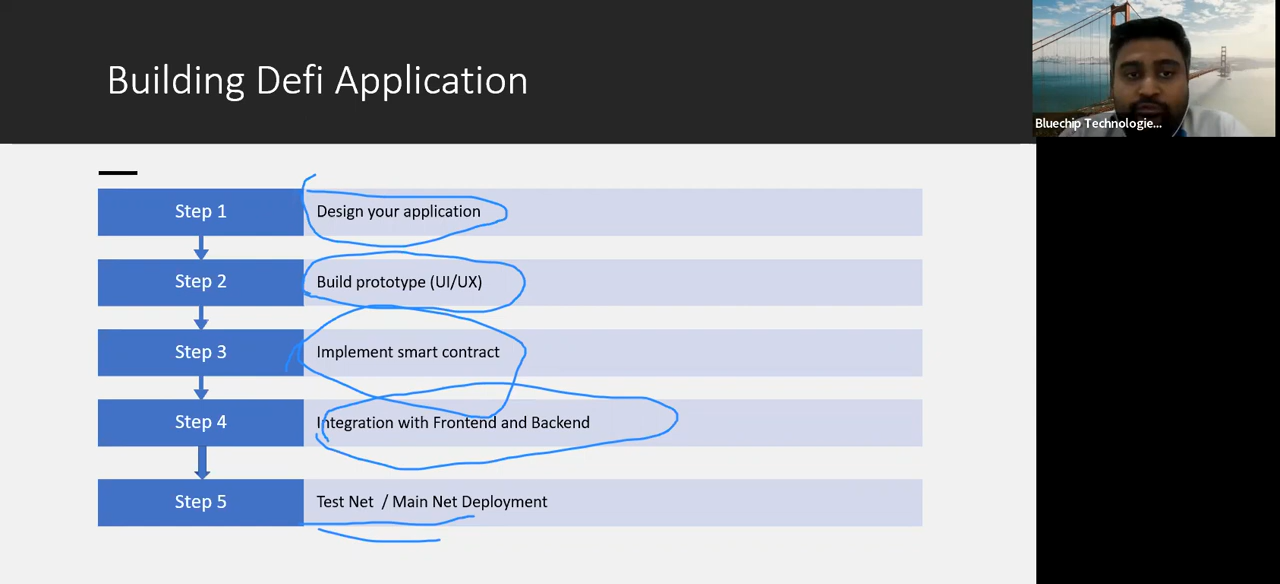 Building Defi Application
Bluechip Technologie...
Step 1
Design your application
Step 2
Build prototype (UI/UX)
Step 3
Implement smart contract
Step 4
Integration with Frontend and Backend
Step 5
Test Net / Main Net Deployment